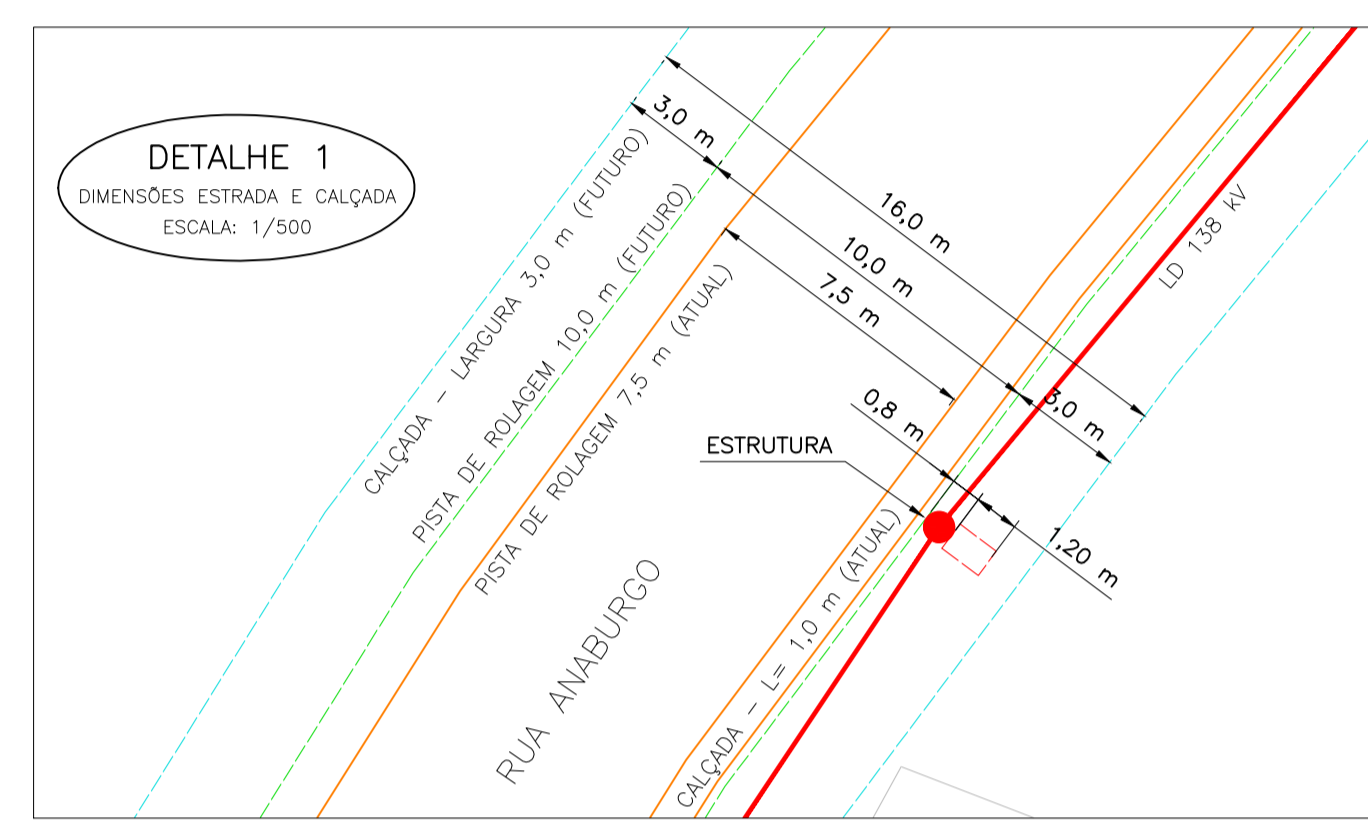 DETALHE 1
DIMENSÕES ESTRADA E CALÇADA
ESCALA: 1/500
3,0 m
16,0 m
10,0 m
7,5 m
0,8 m
3,0 m
1,20 m
LD 138 kV
ESTRUTURA
CALÇADA - LARGURA 3,0 m (FUTURO)
PISTA DE ROLAGEM 10,0 m (FUTURO)
PISTA DE ROLAGEM 7,5 m (ATUAL)
RUA ANABURGO
CALÇADA - L= 1,0 m (ATUAL)